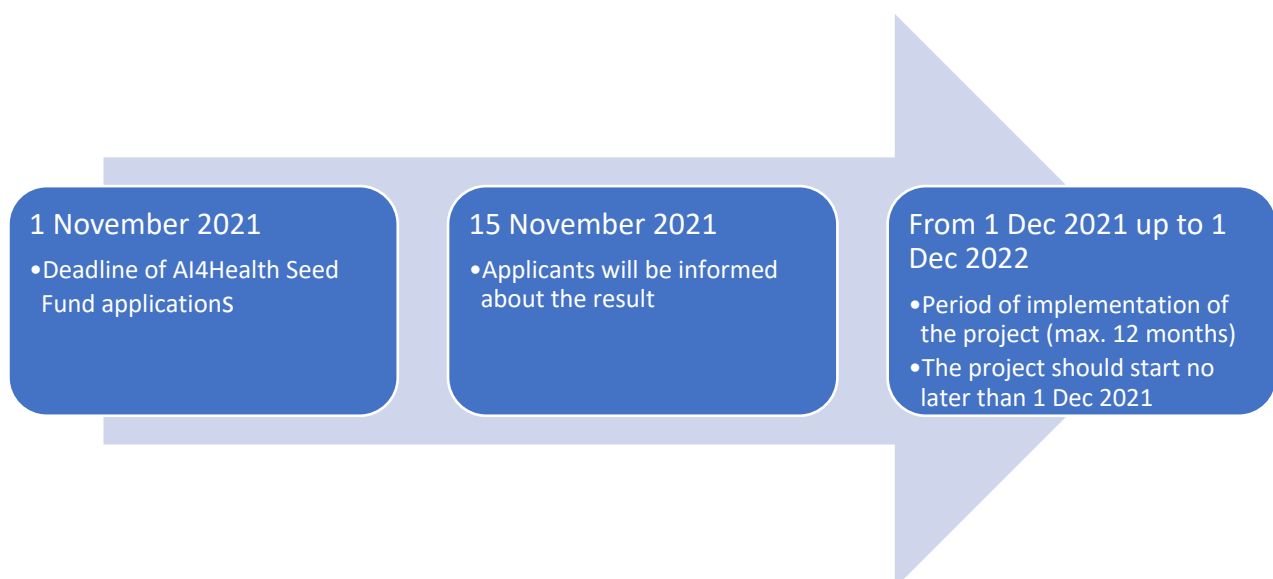 1 November 2021
•Deadline of AI4Health Seed
Fund applications
15 November 2021
•Applicants will be informed
about the result
From 1 Dec 2021 up to 1
Dec 2022
•Period of implementation of
the project (max. 12 months)
•The project should start no
later than 1 Dec 2021